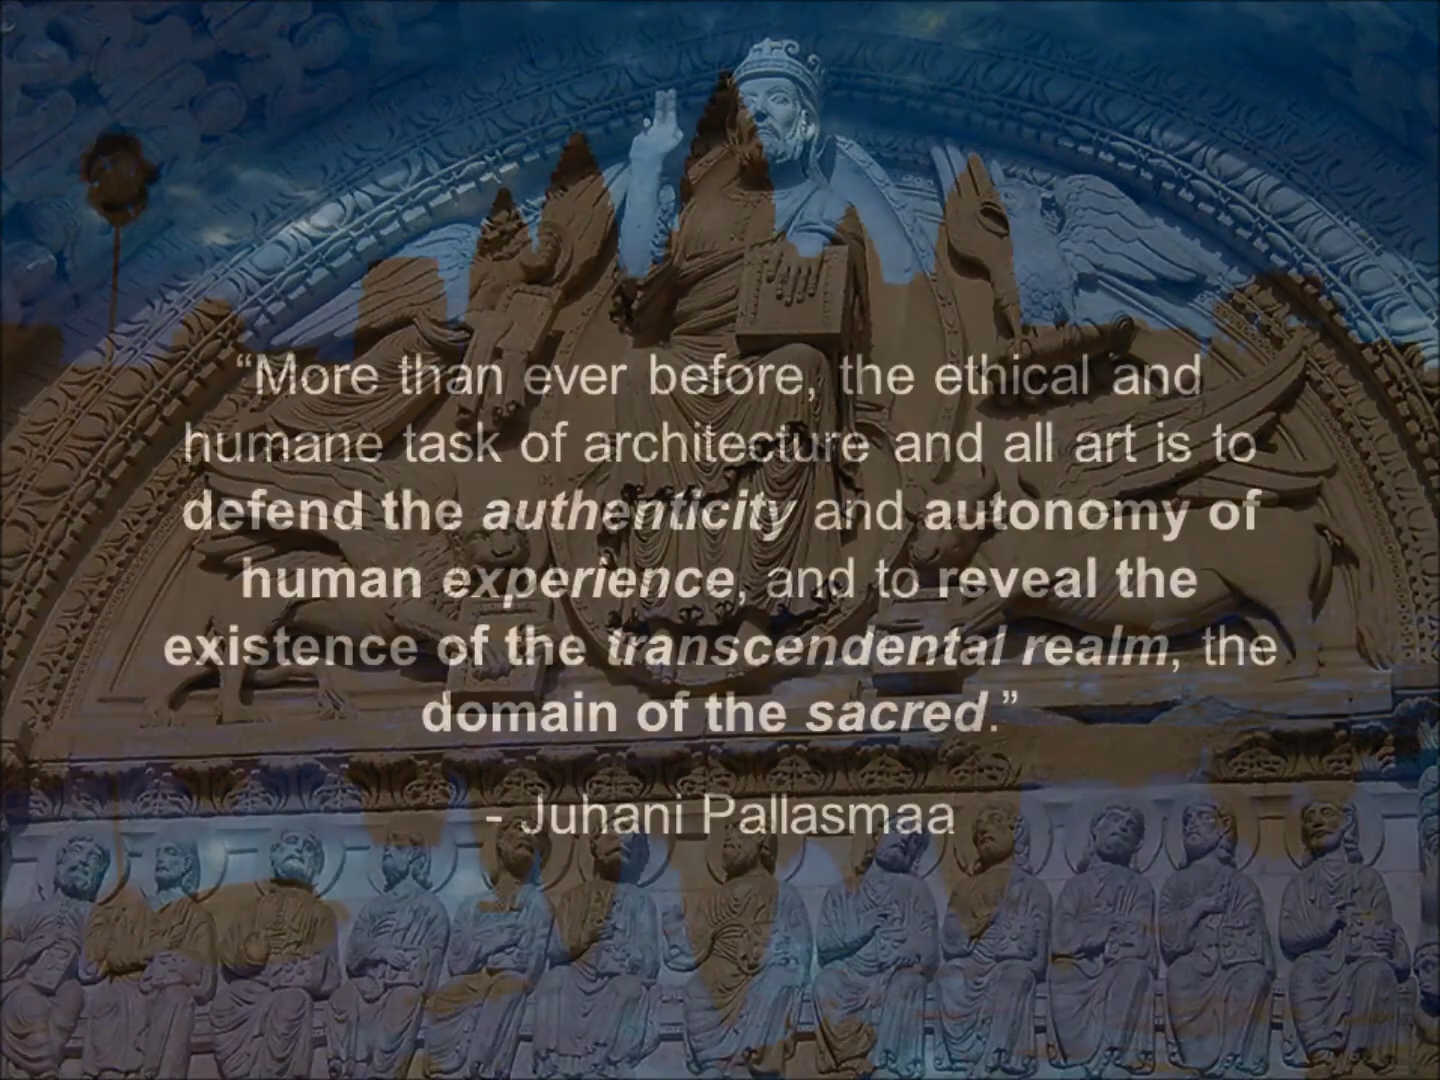 “More than ever before, the ethical and
humane task of architecture and all art is to
defend the authenticity and autonomy of
human experience, and to reveal the
existence of the transcendental realm, the
domain of the sacred.”
- Juhani Pallasmaa